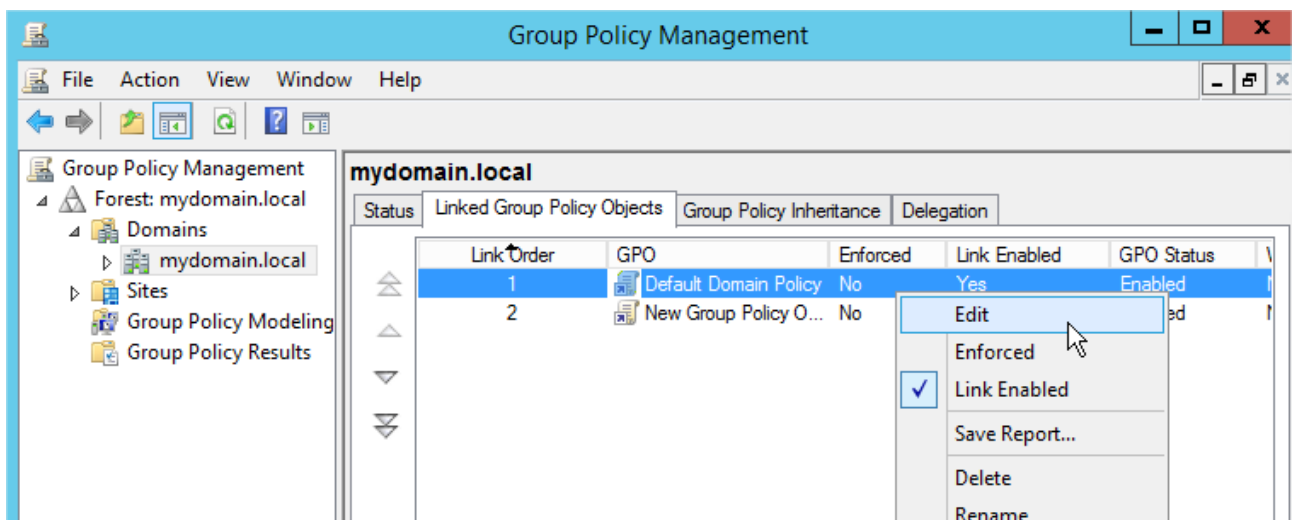 Group Policy Management
File Action View Window Help
Group Policy Management
Forest: mydomain.local
Domains
mydomain.local
Sites
Group Policy Modeling
Group Policy Results
mydomain.local
Status Linked Group Policy Objects Group Policy Inheritance Delegation
Link Order GPO Enforced Link Enabled GPO Status
1 Default Domain Policy No Yes Enabled
2 New Group Policy O... No
Edit
Enforced
Link Enabled
Save Report...
Delete
Rename